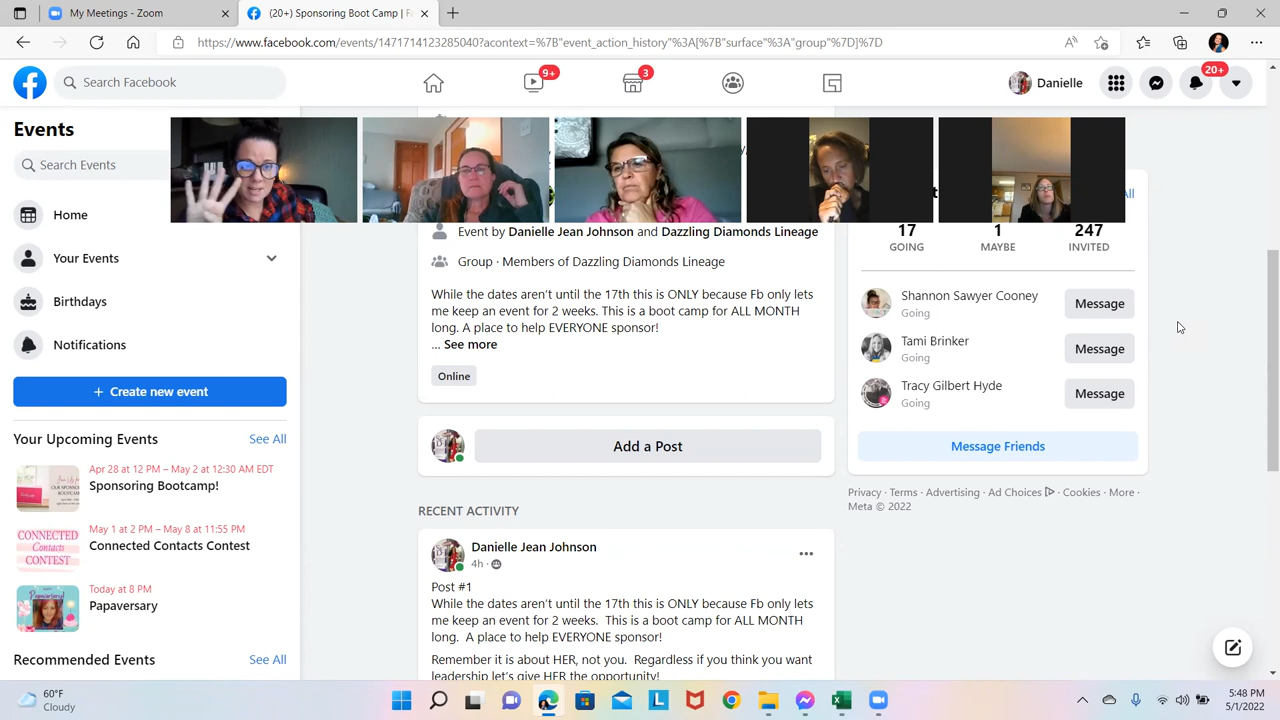 My Meetings - Zoom
(20+) Sponsoring Boot Camp | F
https://www.facebook.com/events/1471714123285040?acontext=%7B"event_action_history"%3A[%7B"surface"%3A"group"%7D]%7D
Search Facebook
9+
3
Danielle
20+
Events
Search Events
Home
Your Events
Birthdays
Notifications
+ Create new event
Your Upcoming Events
See All
Apr 28 at 12 PM – May 2 at 12:30 AM EDT
Sponsoring Bootcamp!
CONNECTED
Contacts
CONTEST
May 1 at 2 PM – May 8 at 11:55 PM
Connected Contacts Contest
Today at 8 PM
Papaversary
Recommended Events
See All
Event by Danielle Jean Johnson and Dazzling Diamonds Lineage
Group · Members of Dazzling Diamonds Lineage
While the dates aren't until the 17th this is ONLY because Fb only lets
me keep an event for 2 weeks. This is a boot camp for ALL MONTH
long. A place to help EVERYONE sponsor!
... See more
Online
Add a Post
RECENT ACTIVITY
Danielle Jean Johnson
4h ·
Post #1
While the dates aren't until the 17th this is ONLY because Fb only lets
me keep an event for 2 weeks. This is a boot camp for ALL MONTH
long. A place to help EVERYONE sponsor!
Remember it is about HER, not you. Regardless if you think you want
leadership let's give HER the opportunity!
17
GOING
1
MAYBE
247
INVITED
Shannon Sawyer Cooney
Going
Message
Tami Brinker
Going
Message
Tracy Gilbert Hyde
Going
Message
Message Friends
Privacy · Terms · Advertising · Ad Choices · Cookies · More ·
Meta © 2022
60°F
Cloudy
5:48 PM
5/1/2022